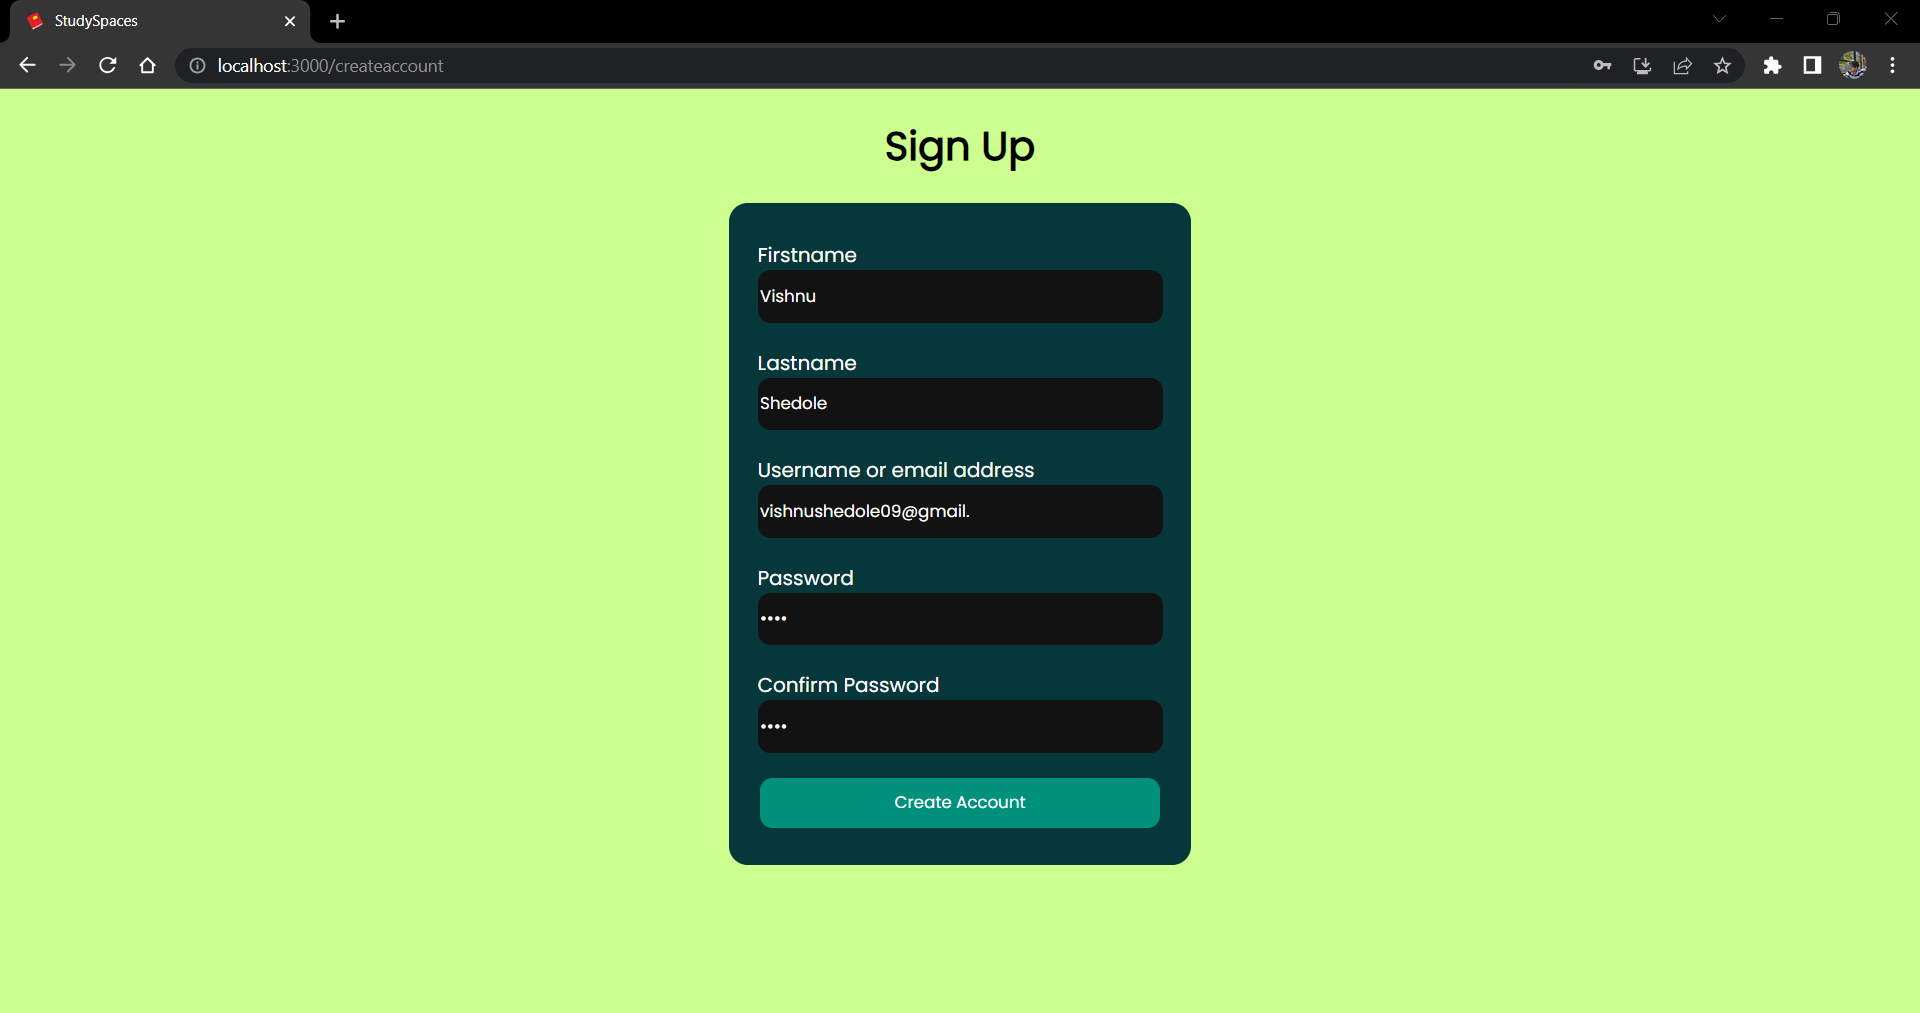 StudySpaces
localhost:3000/createaccount
Sign Up
Firstname
Vishnu
Lastname
Shedole
Username or email address
vishnushedole09@gmail.
Password
••••
Confirm Password
••••
Create Account